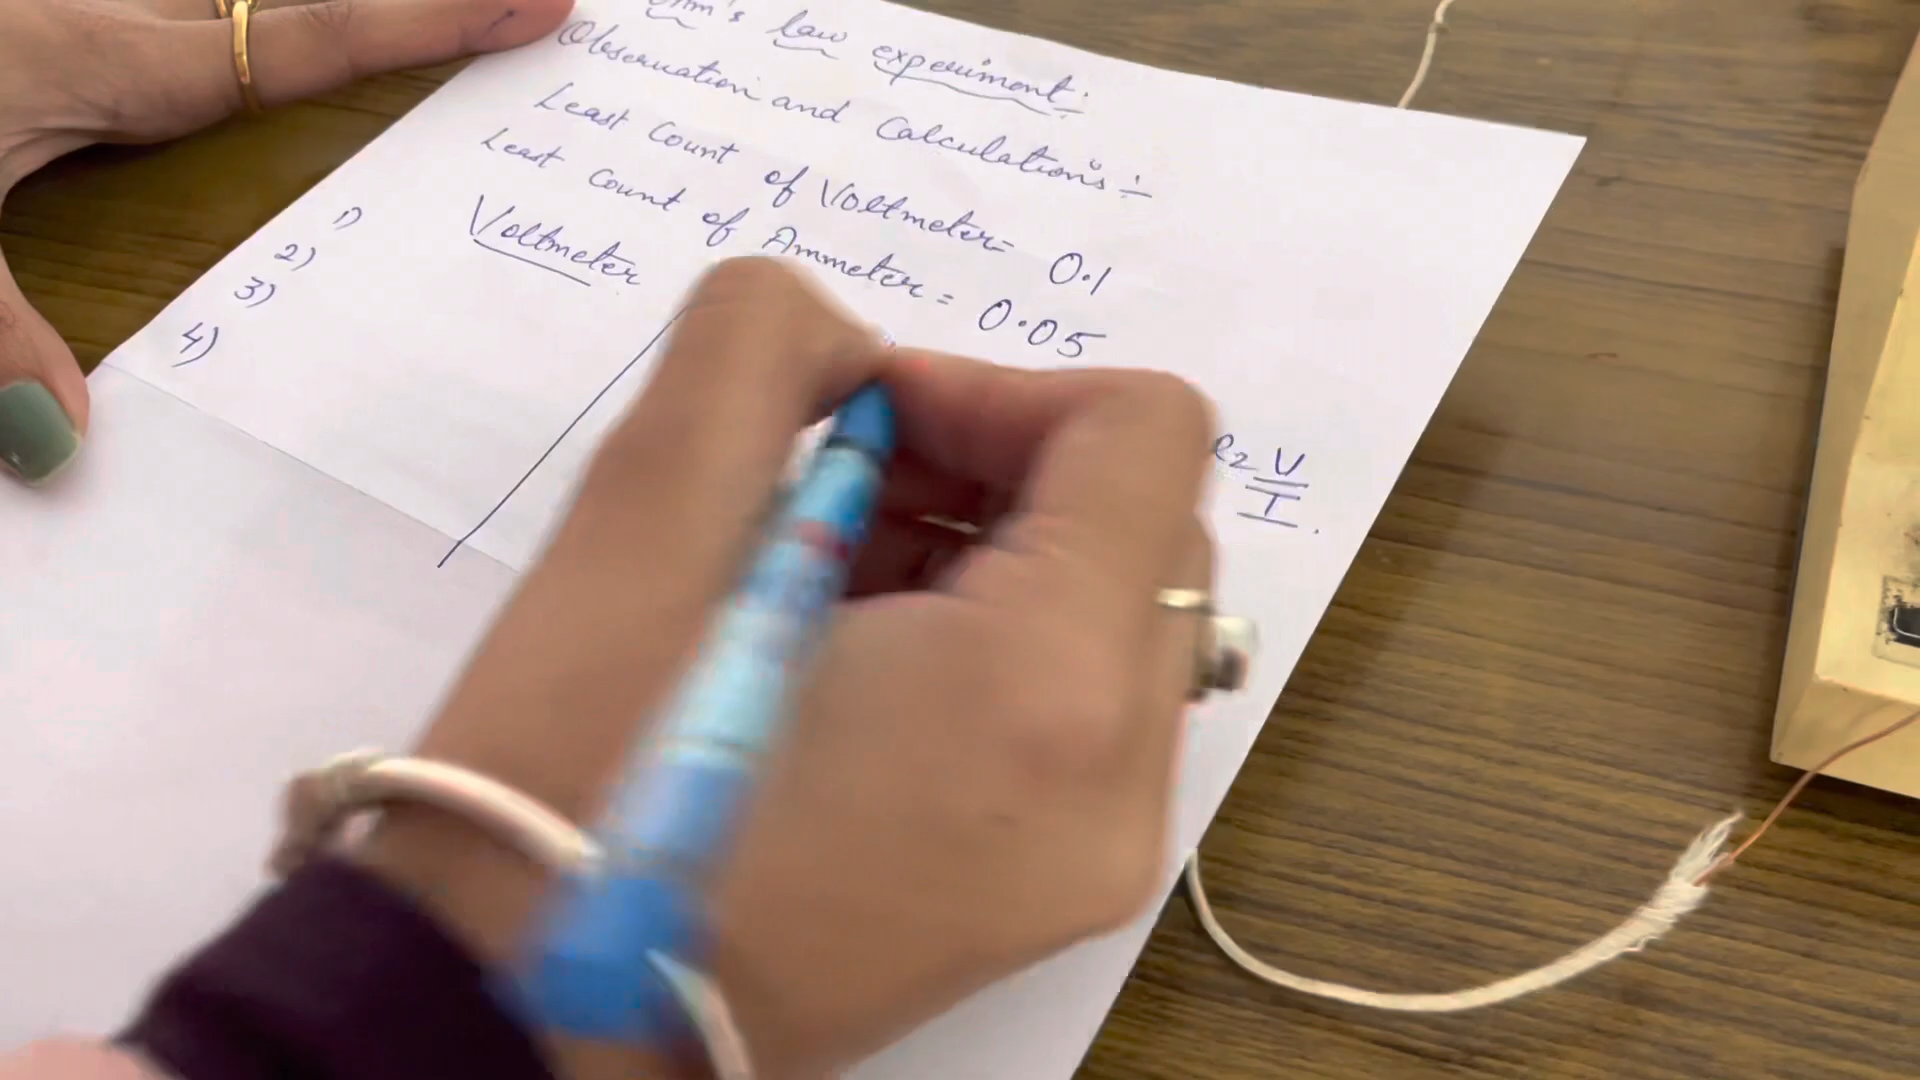 Ohm's law experiment.
Observation and Calculations :-
Least Count of Voltmeter = 0.1
Least Count of Ammeter = 0.05
Voltmeter
1)
2)
3)
4)
V
I